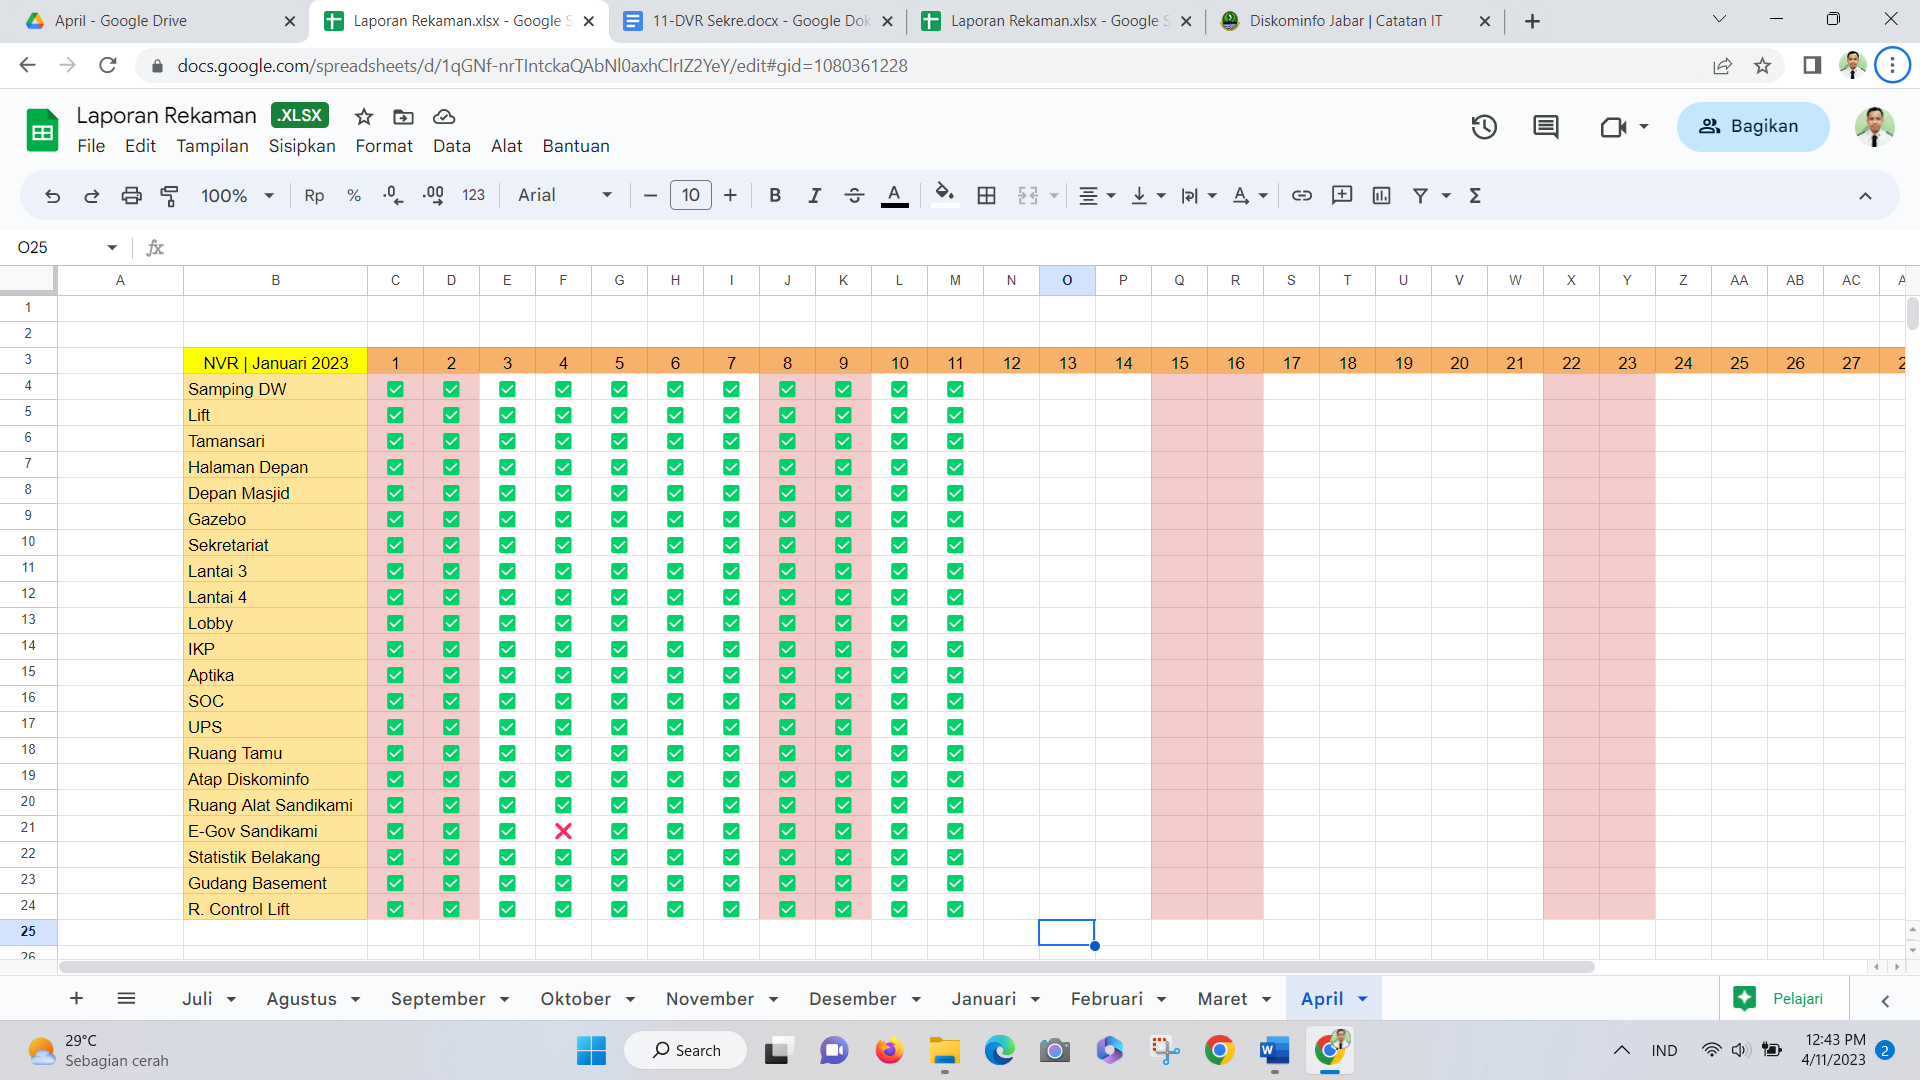 April - Google Drive
Laporan Rekaman.xlsx - Google S
11-DVR Sekre.docx - Google Dok
Laporan Rekaman.xlsx - Google S
Diskominfo Jabar | Catatan IT
docs.google.com/spreadsheets/d/1qGNf-nrTIntckaQAbNl0axhClrIZ2YeY/edit#gid=1080361228
Laporan Rekaman .XLSX
File Edit Tampilan Sisipkan Format Data Alat Bantuan
Bagikan
100% Rp % .0 .00 123 Arial 10 B I S A Σ
O25 fx
A B C D E F G H I J K L M N O P Q R S T U V W X Y Z AA AB AC A
1
2
3 NVR | Januari 2023 1 2 3 4 5 6 7 8 9 10 11 12 13 14 15 16 17 18 19 20 21 22 23 24 25 26 27 2
4 Samping DW
5 Lift
6 Tamansari
7 Halaman Depan
8 Depan Masjid
9 Gazebo
10 Sekretariat
11 Lantai 3
12 Lantai 4
13 Lobby
14 IKP
15 Aptika
16 SOC
17 UPS
18 Ruang Tamu
19 Atap Diskominfo
20 Ruang Alat Sandikami
21 E-Gov Sandikami
22 Statistik Belakang
23 Gudang Basement
24 R. Control Lift
25
26
Juli Agustus September Oktober November Desember Januari Februari Maret April Pelajari
29°C
Sebagian cerah
Search
IND
12:43 PM
4/11/2023
2